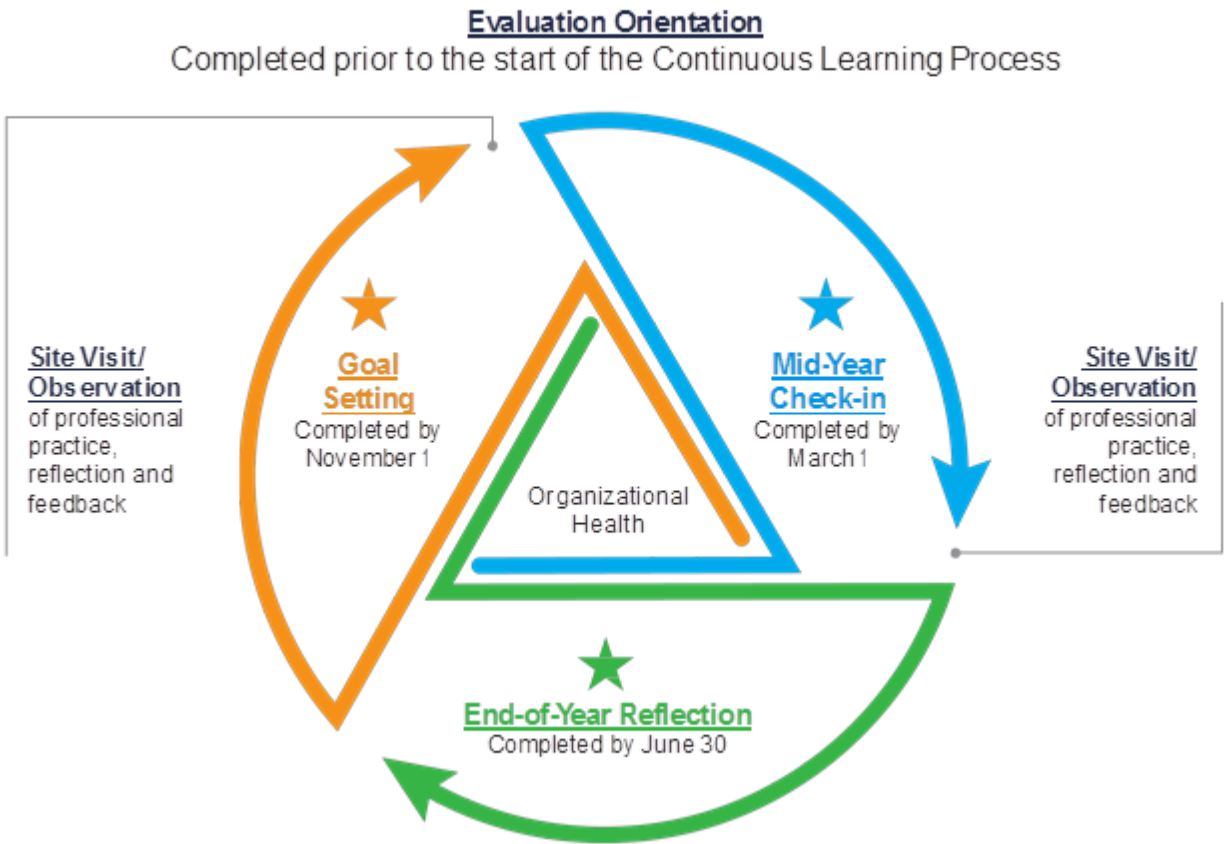 Evaluation Orientation
Completed prior to the start of the Continuous Learning Process
Site Visit/
Observation
of professional
practice,
reflection and
feedback
Goal
Setting
Completed by
November 1
Mid-Year
Check-in
Completed by
March 1
Site Visit/
Observation
of professional
practice,
reflection and
feedback
Organizational
Health
End-of-Year Reflection
Completed by June 30